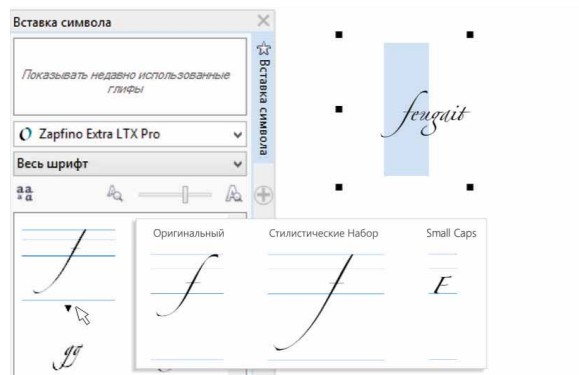 Вставка символа
Показывать недавно использованные
глифы
Zapfino Extra LTX Pro
Весь шрифт
Вставка символа
feugait
Оригинальный
Стилистические Набор
Small Caps
f
f
f
F
gg